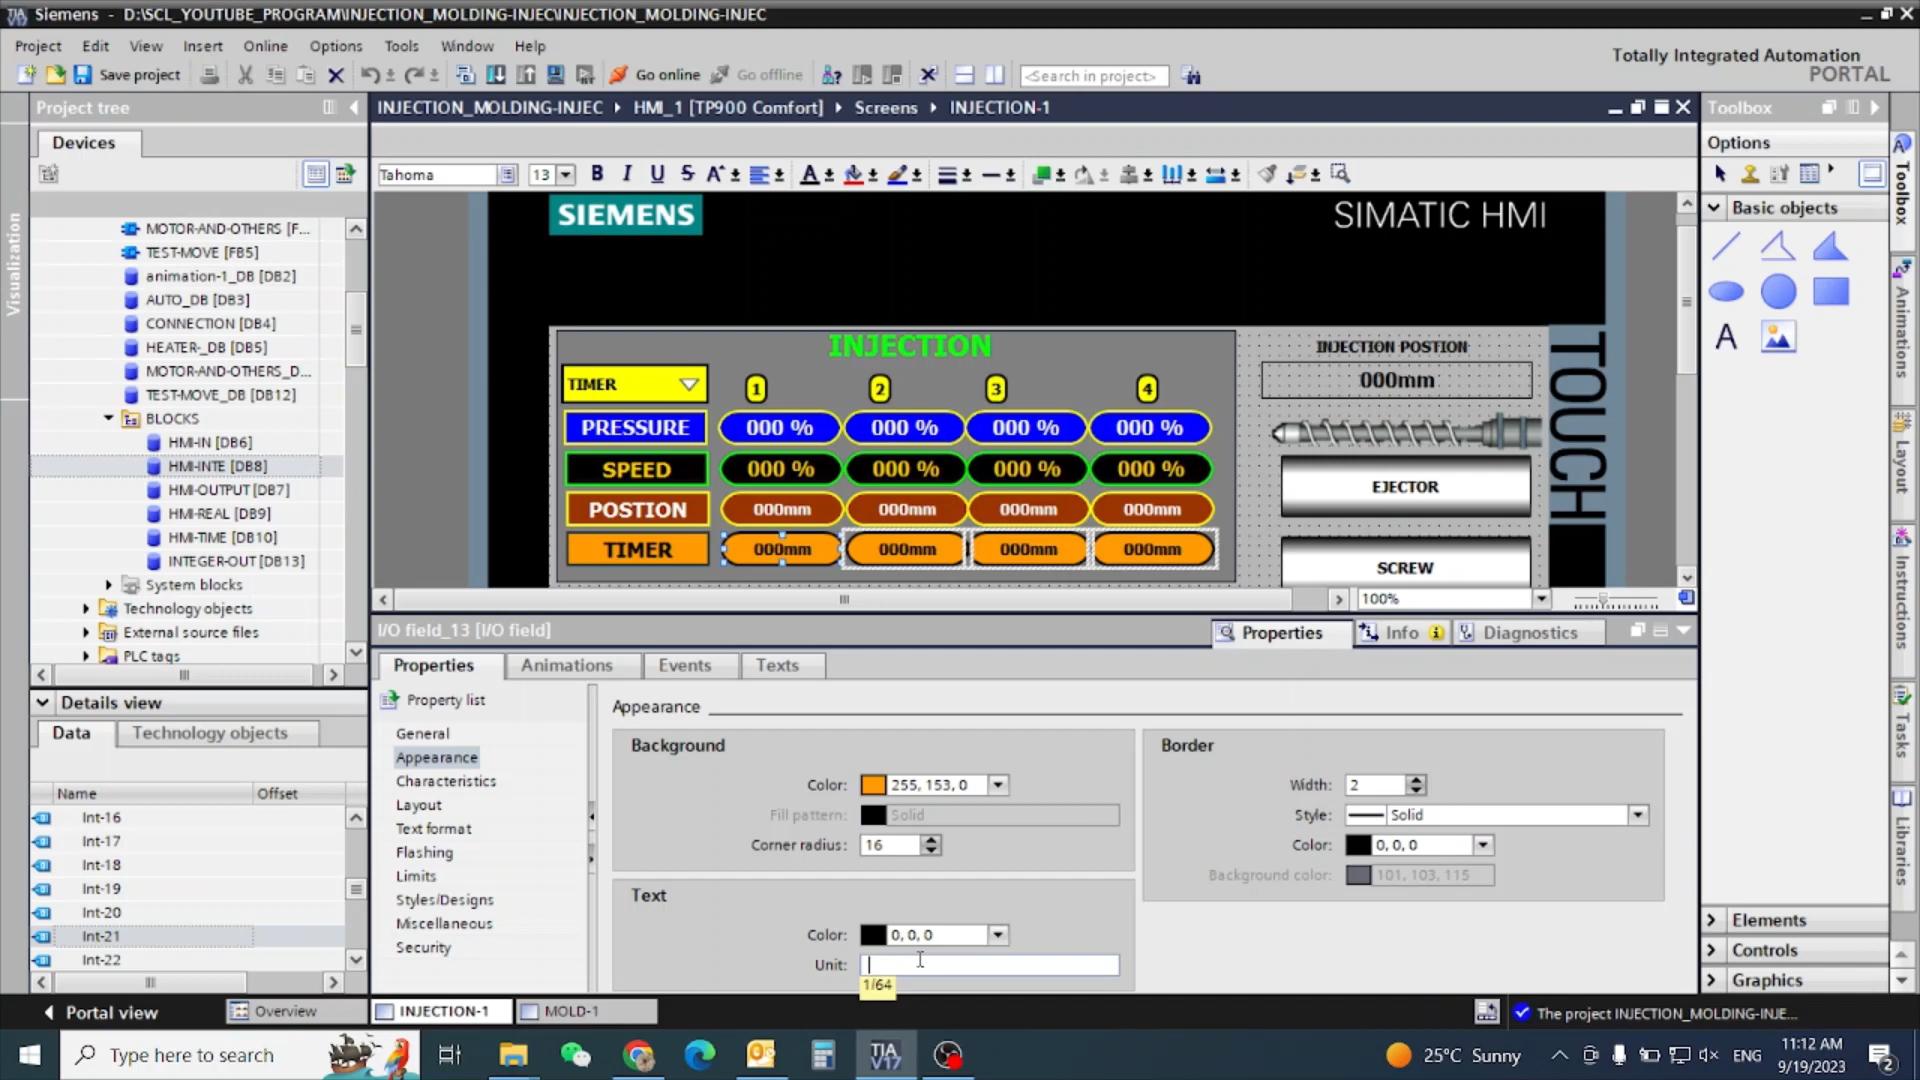 Siemens - D:\SCL_YOUTUBE_PROGRAM\INJECTION_MOLDING-INJEC\INJECTION_MOLDING-INJEC
Project Edit View Insert Online Options Tools Window Help
Totally Integrated Automation
PORTAL
Save project
Go online
Go offline
<Search in project>
Project tree
INJECTION_MOLDING-INJEC
HMI_1 [TP900 Comfort]
Screens
INJECTION-1
Toolbox
Devices
Options
Tahoma
13
B I U S A
Visualization
MOTOR-AND-OTHERS [F...
TEST-MOVE [FB5]
animation-1_DB [DB2]
AUTO_DB [DB3]
CONNECTION [DB4]
HEATER-_DB [DB5]
MOTOR-AND-OTHERS_D...
TEST-MOVE_DB [DB12]
BLOCKS
HMI-IN [DB6]
HMI-INTE [DB8]
HMI-OUTPUT [DB7]
HMI-REAL [DB9]
HMI-TIME [DB10]
INTEGER-OUT [DB13]
System blocks
Technology objects
External source files
PLC tags
SIEMENS
SIMATIC HMI
TOUCH
INJECTION
TIMER 1 2 3 4
PRESSURE 000 % 000 % 000 % 000 %
SPEED 000 % 000 % 000 % 000 %
POSTION 000mm 000mm 000mm 000mm
TIMER 000mm 000mm 000mm 000mm
INJECTION POSTION
000mm
EJECTOR
SCREW
100%
Basic objects
A
Toolbox
Animations
Layout
Instructions
Tasks
Libraries
Elements
Controls
Graphics
I/O field_13 [I/O field]
Properties
Info
Diagnostics
Properties Animations Events Texts
Property list
General
Appearance
Characteristics
Layout
Text format
Flashing
Limits
Styles/Designs
Miscellaneous
Security
Appearance
Background
Color: 255, 153, 0
Fill pattern: Solid
Corner radius: 16
Text
Color: 0, 0, 0
Unit:
1/64
Border
Width: 2
Style: Solid
Color: 0, 0, 0
Background color: 101, 103, 115
Details view
Data
Technology objects
Name
Offset
Int-16
Int-17
Int-18
Int-19
Int-20
Int-21
Int-22
Portal view
Overview
INJECTION-1
MOLD-1
The project INJECTION_MOLDING-INJE...
Type here to search
TIA
V17
25°C Sunny
ENG
11:12 AM
9/19/2023
2